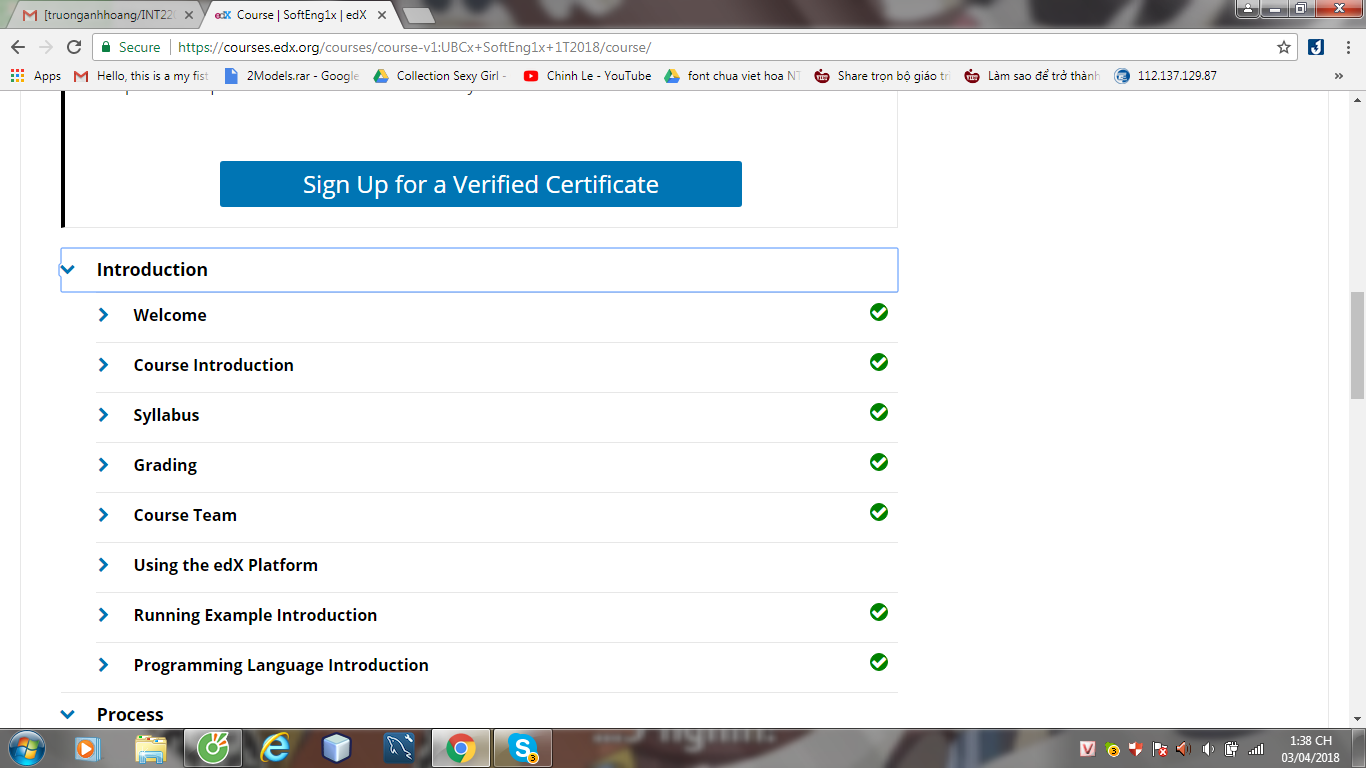 [truonganhhoang/INT22
Course | SoftEng1x | edX
Secure
https://courses.edx.org/courses/course-v1:UBCx+SoftEng1x+1T2018/course/
Apps
Hello, this is a my fist
2Models.rar - Google
Collection Sexy Girl -
Chinh Le - YouTube
font chua viet hoa NT
Share trọn bộ giáo tri
Làm sao để trở thành
112.137.129.87
»
Sign Up for a Verified Certificate
Introduction
Welcome
Course Introduction
Syllabus
Grading
Course Team
Using the edX Platform
Running Example Introduction
Programming Language Introduction
Process
1:38 CH
03/04/2018